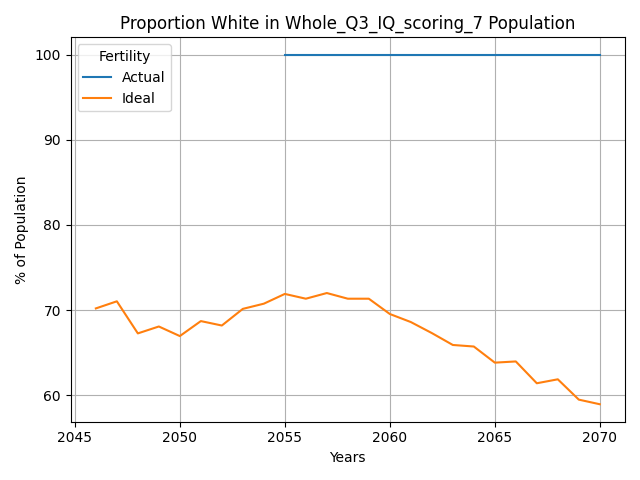 Proportion White in Whole_Q3_IQ_scoring_7 Population
Fertility
Actual
Ideal
% of Population
100
90
80
70
60
2045 2050 2055 2060 2065 2070
Years